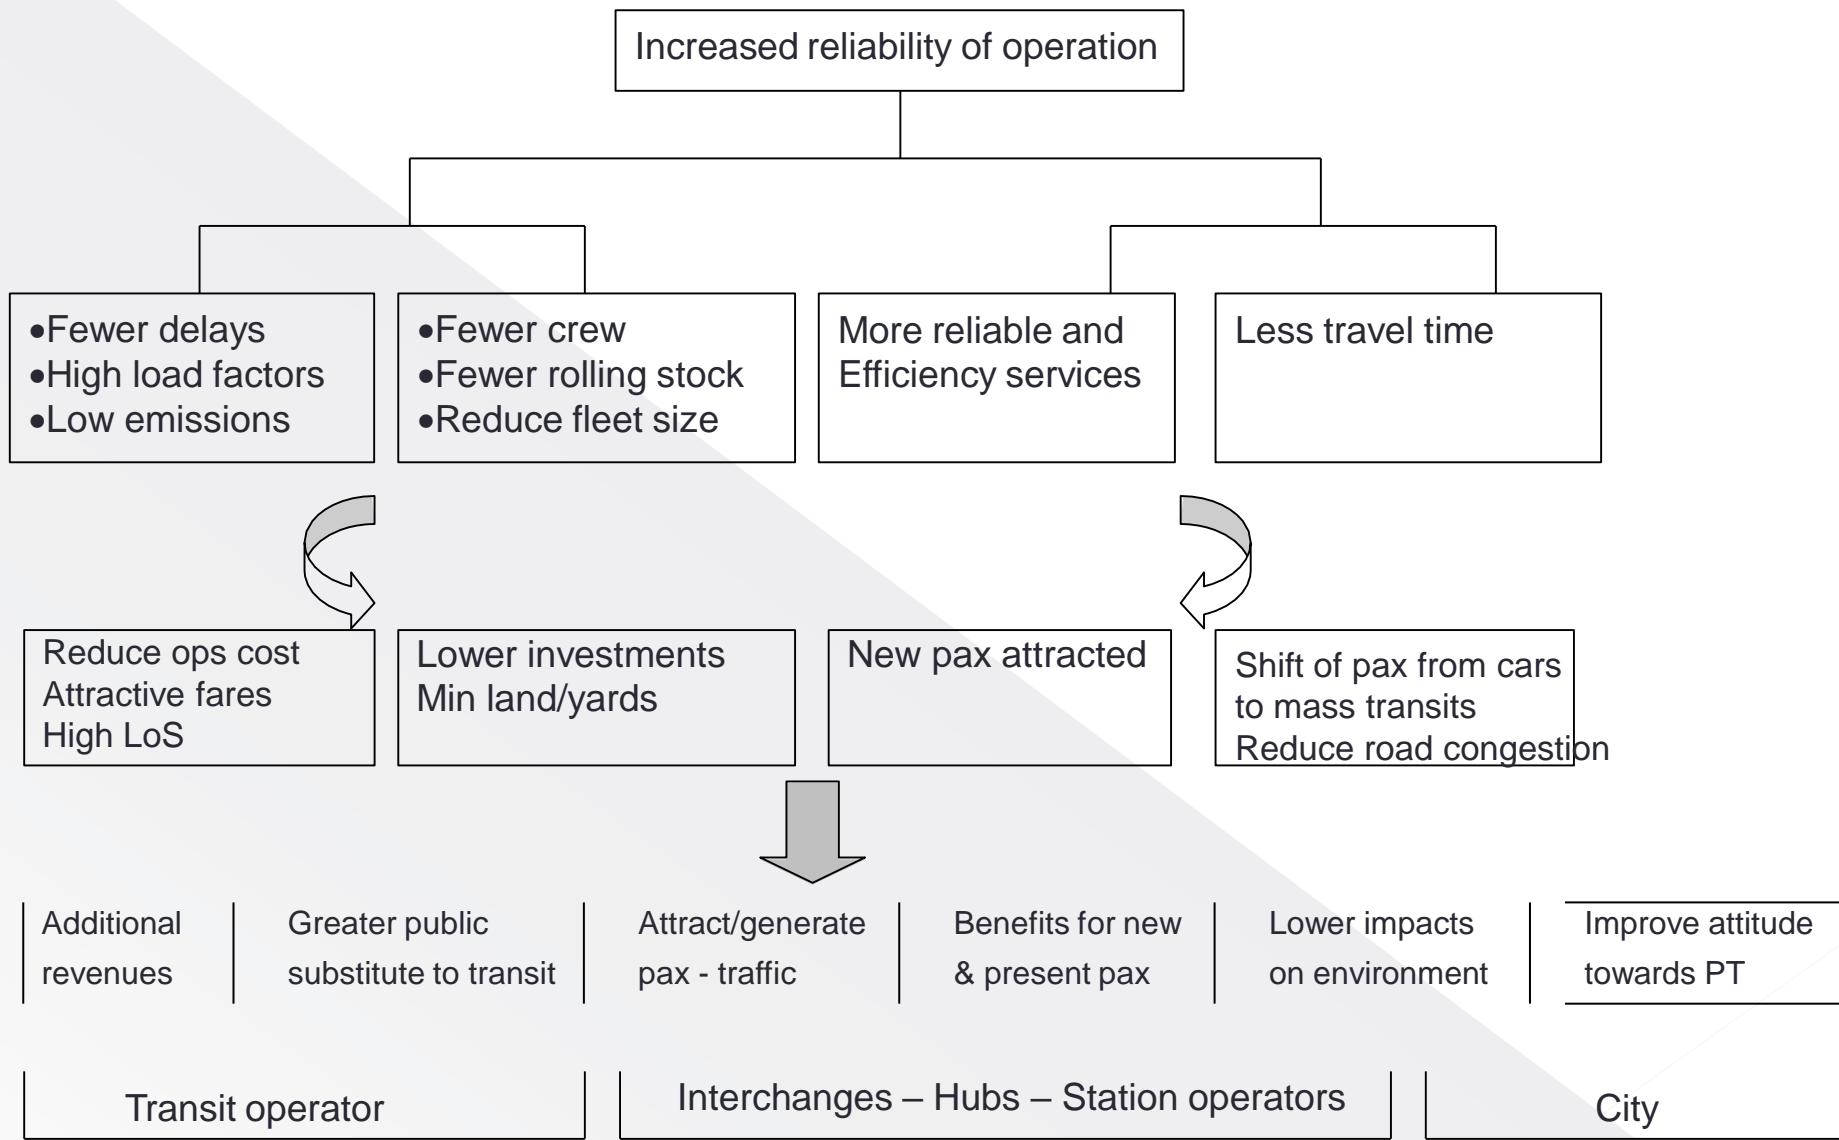 Increased reliability of operation
•Fewer delays
•High load factors
•Low emissions
•Fewer crew
•Fewer rolling stock
•Reduce fleet size
More reliable and
Efficiency services
Less travel time
Reduce ops cost
Attractive fares
High LoS
Lower investments
Min land/yards
New pax attracted
Shift of pax from cars
to mass transits
Reduce road congestion
Additional
revenues
Greater public
substitute to transit
Attract/generate
pax - traffic
Benefits for new
& present pax
Lower impacts
on environment
Improve attitude
towards PT
Transit operator
Interchanges – Hubs – Station operators
City